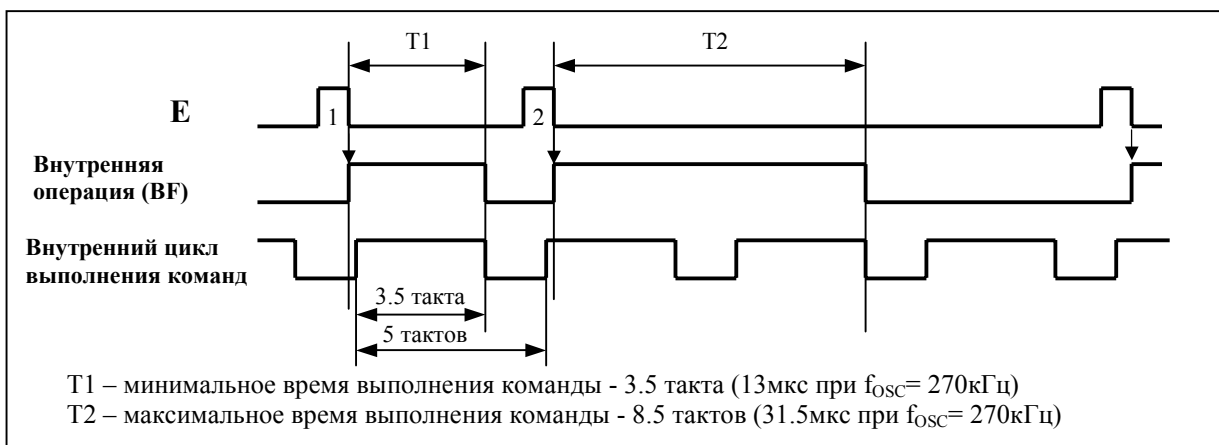 T1
T2
E
1
2
Внутренняя
операция (BF)
Внутренний цикл
выполнения команд
3.5 такта
5 тактов
T1 – минимальное время выполнения команды - 3.5 такта (13мкс при fOSC= 270кГц)
T2 – максимальное время выполнения команды - 8.5 тактов (31.5мкс при fOSC= 270кГц)